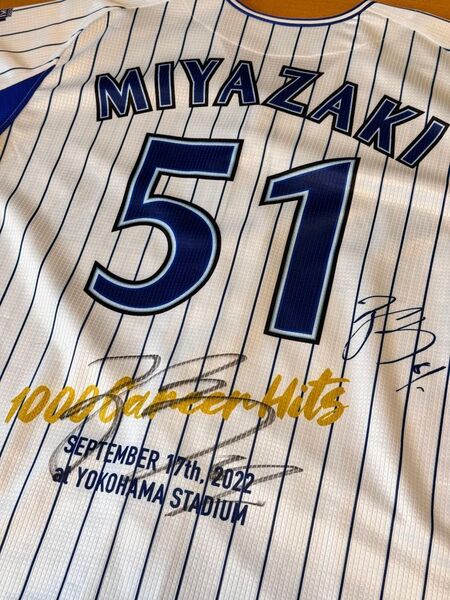 MIYAZAKI
51
1000 Career Hits
SEPTEMBER 17th, 2022
at YOKOHAMA STADIUM